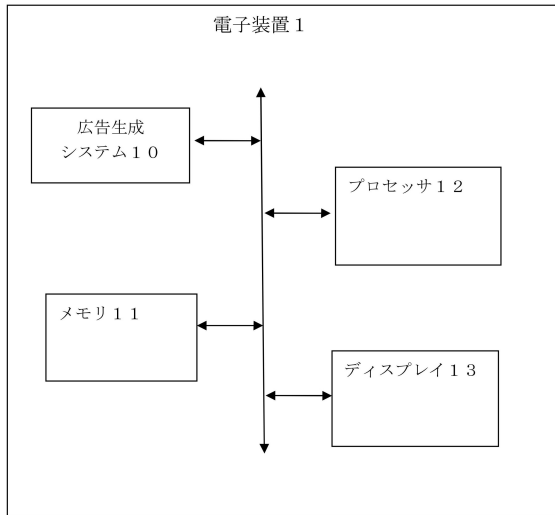 電子装置１
広告生成
システム１０
プロセッサ１２
メモリ１１
ディスプレイ１３